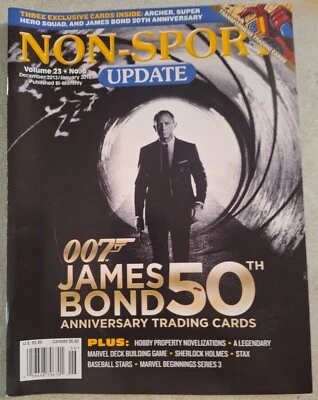 THREE EXCLUSIVE CARDS INSIDE: ARCHER, SUPER
HERO SQUAD, AND JAMES BOND 50TH ANNIVERSARY
NON-SPORT
UPDATE
Volume 23 • No.
December 2012/January
Published Bi-Monthly
007
JAMES
BOND 50TH
ANNIVERSARY TRADING CARDS
PLUS: HOBBY PROPERTY NOVELIZATIONS • A LEGENDARY
MARVEL DECK BUILDING GAME • SHERLOCK HOLMES • STAX
BASEBALL STARS • MARVEL BEGINNINGS SERIES 3